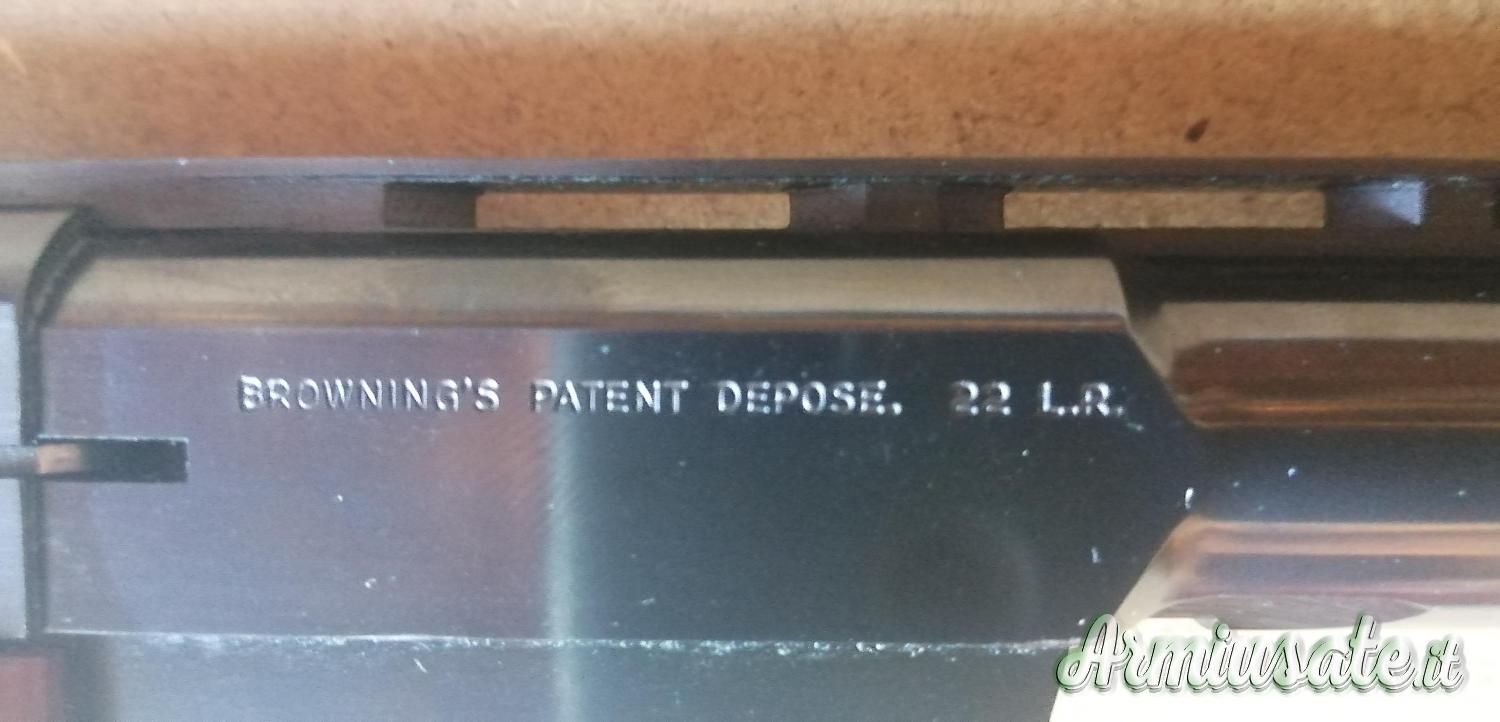 BROWNING'S PATENT DEPOSE. 22 L.R.
Armiusate.it